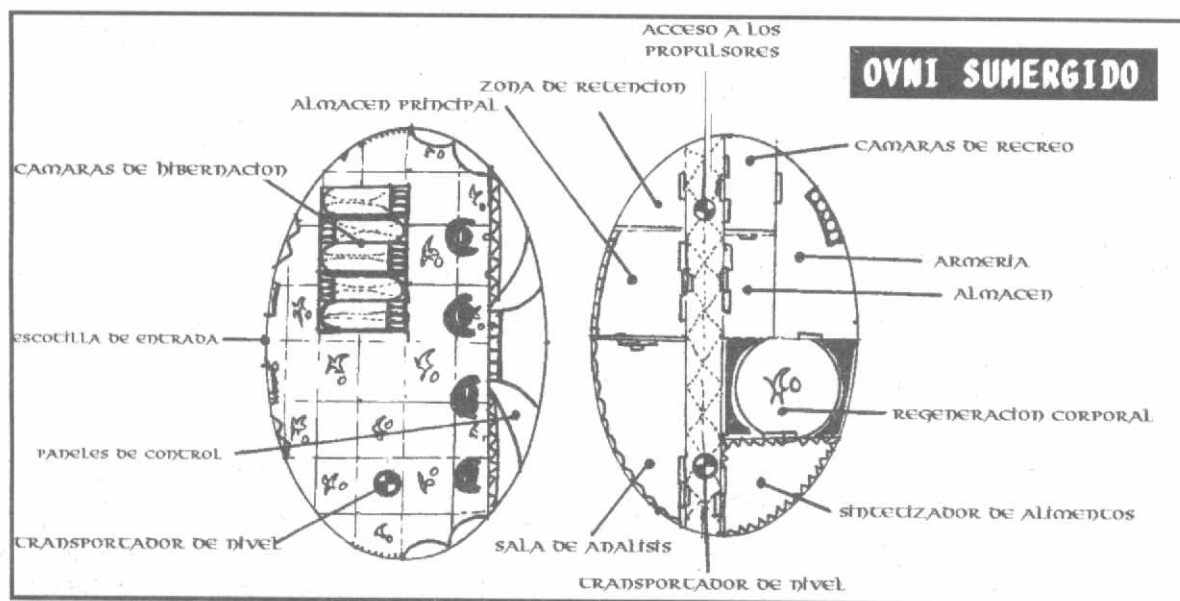 ACCESO A LOS
PROPULSORES
OVNI SUMERGIDO
ZONA DE RETENCION
ALMACEN PRINCIPAL
CAMARAS DE RECREO
CAMARAS DE HIBERNACION
ARMERÍA
ALMACEN
ESCOTILLA DE ENTRADA
REGENERACION CORPORAL
PANELES DE CONTROL
SINTETIZADOR DE ALIMENTOS
TRANSPORTADOR DE NIVEL
SALA DE ANALISIS
TRANSPORTADOR DE NIVEL